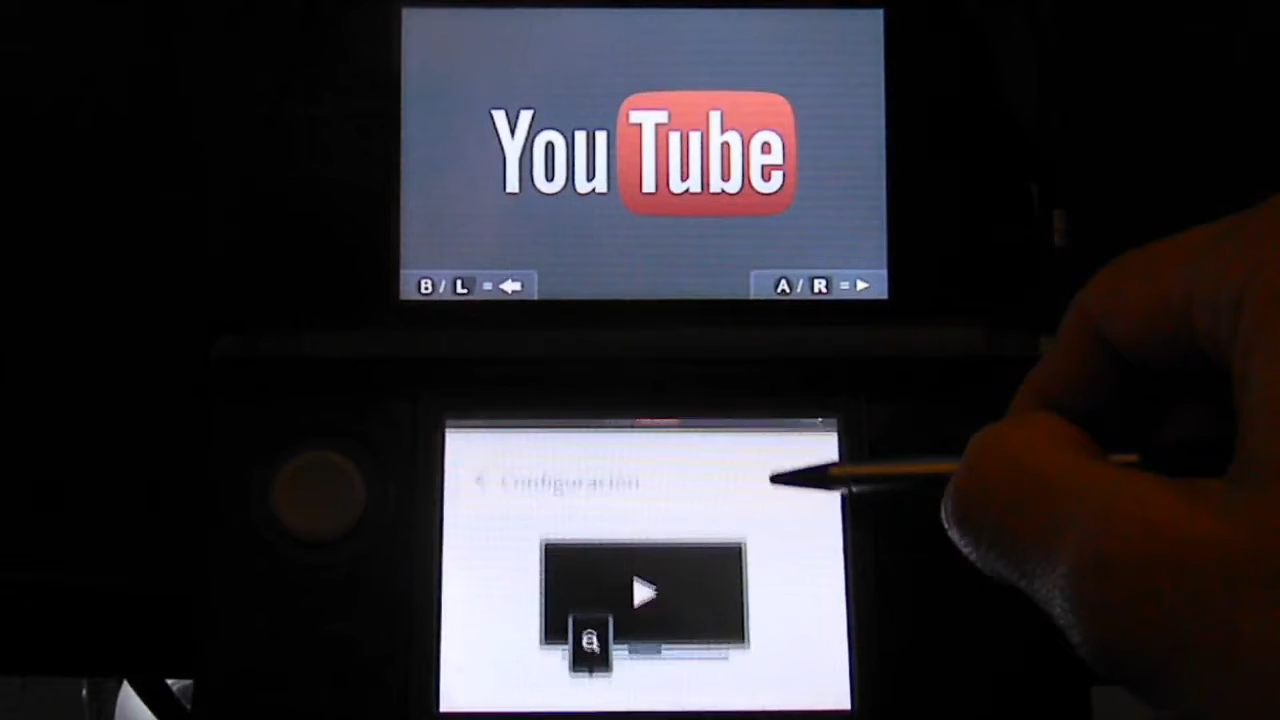 YouTube
B / L = A / R =
Configuración